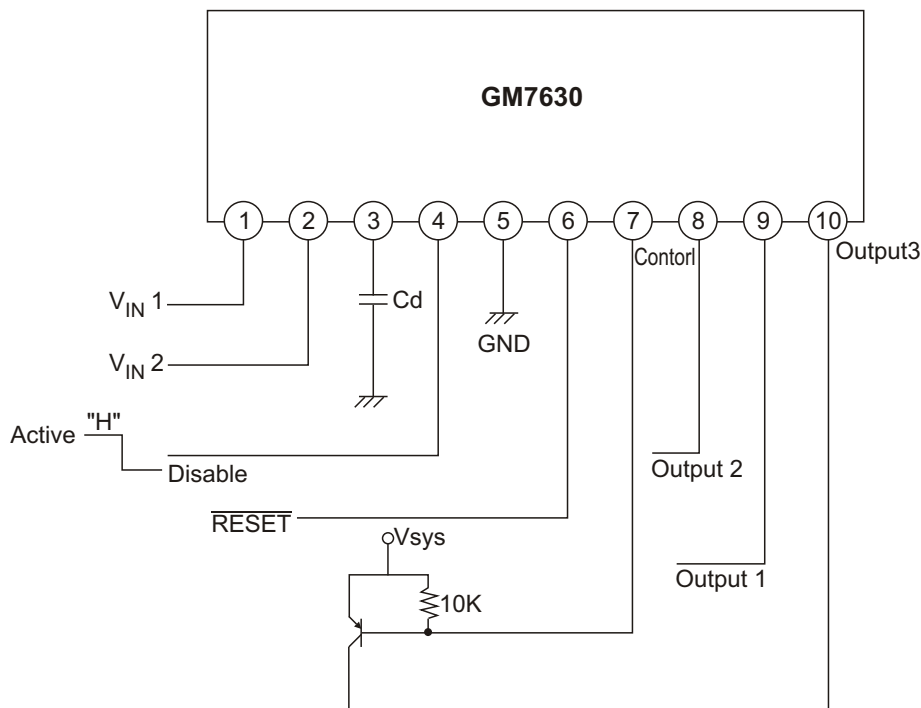 GM7630
1 2 3 4 5 6 7 8 9 10
Contorl
Output3
V_IN 1
Cd
GND
V_IN 2
Active "H"
Disable
Output 2
RESET
Vsys
Output 1
10K